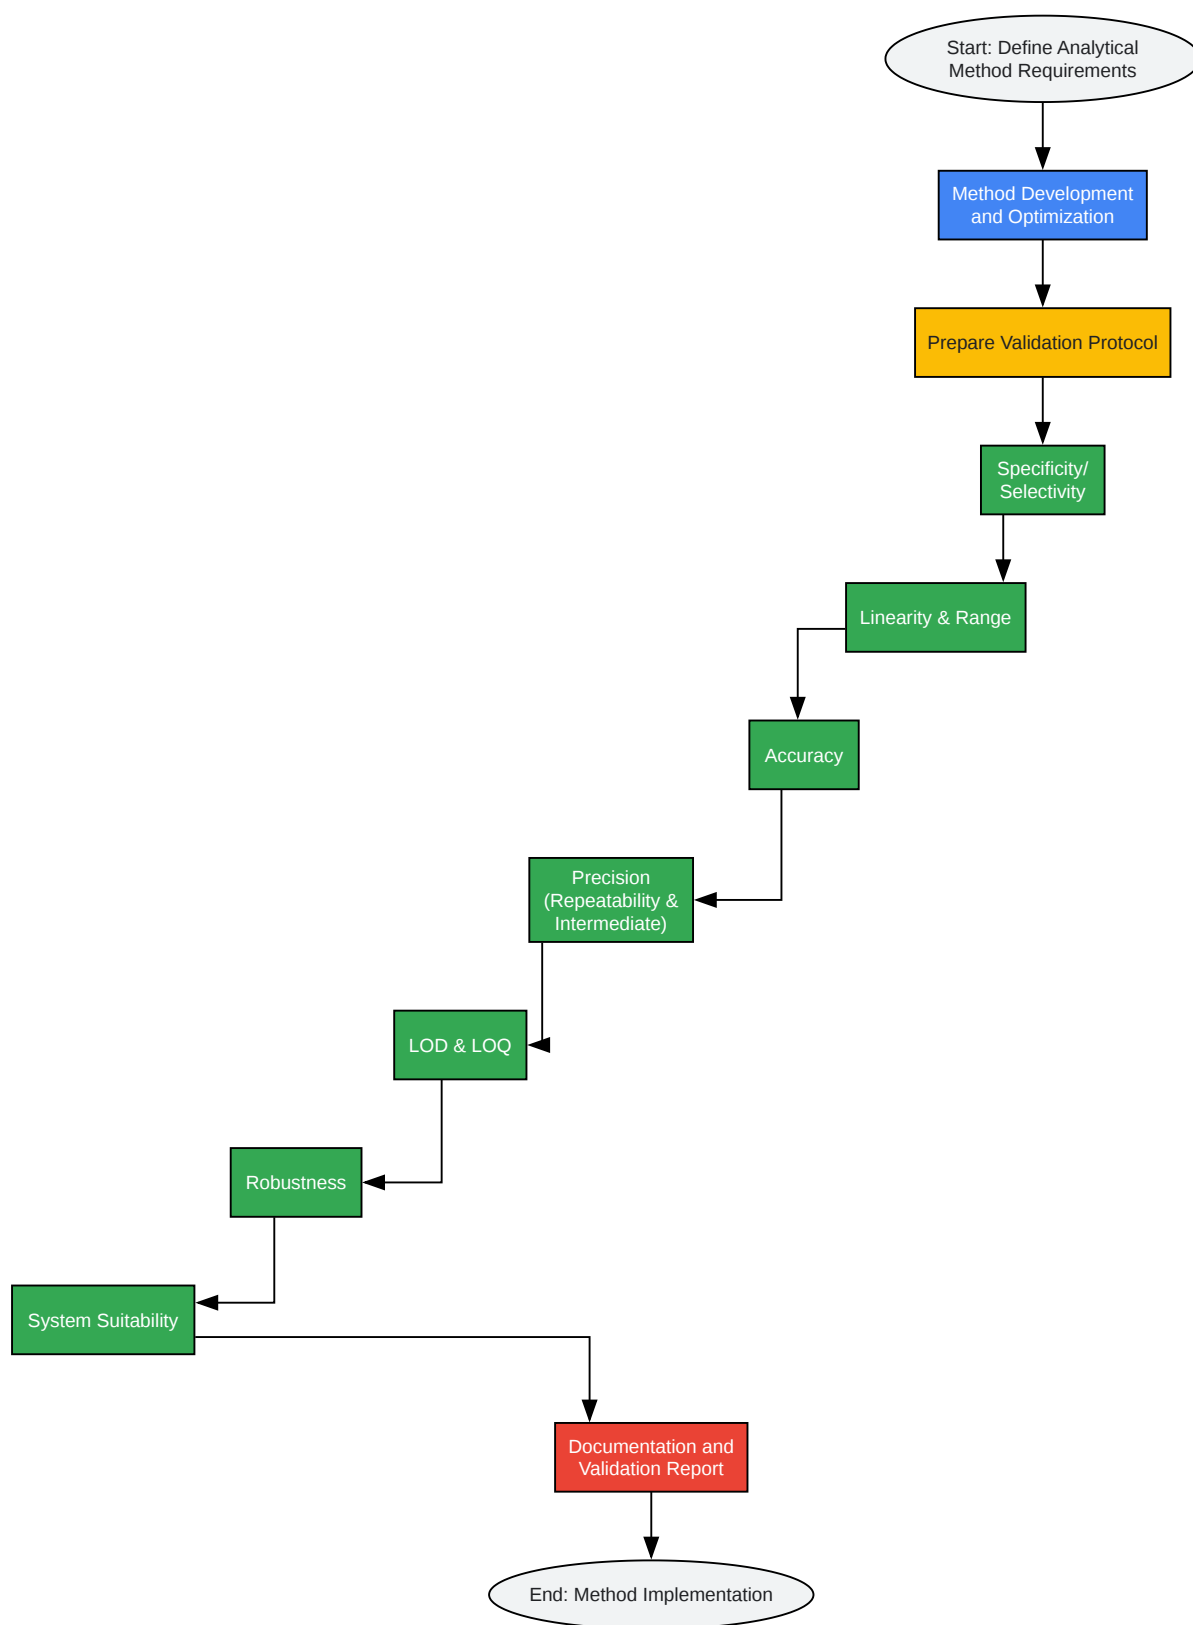 Start: Define Analytical
Method Requirements
Method Development
and Optimization
Prepare Validation Protocol
Specificity/
Selectivity
Linearity & Range
Accuracy
Precision
(Repeatability &
Intermediate)
LOD & LOQ
Robustness
System Suitability
Documentation and
Validation Report
End: Method Implementation